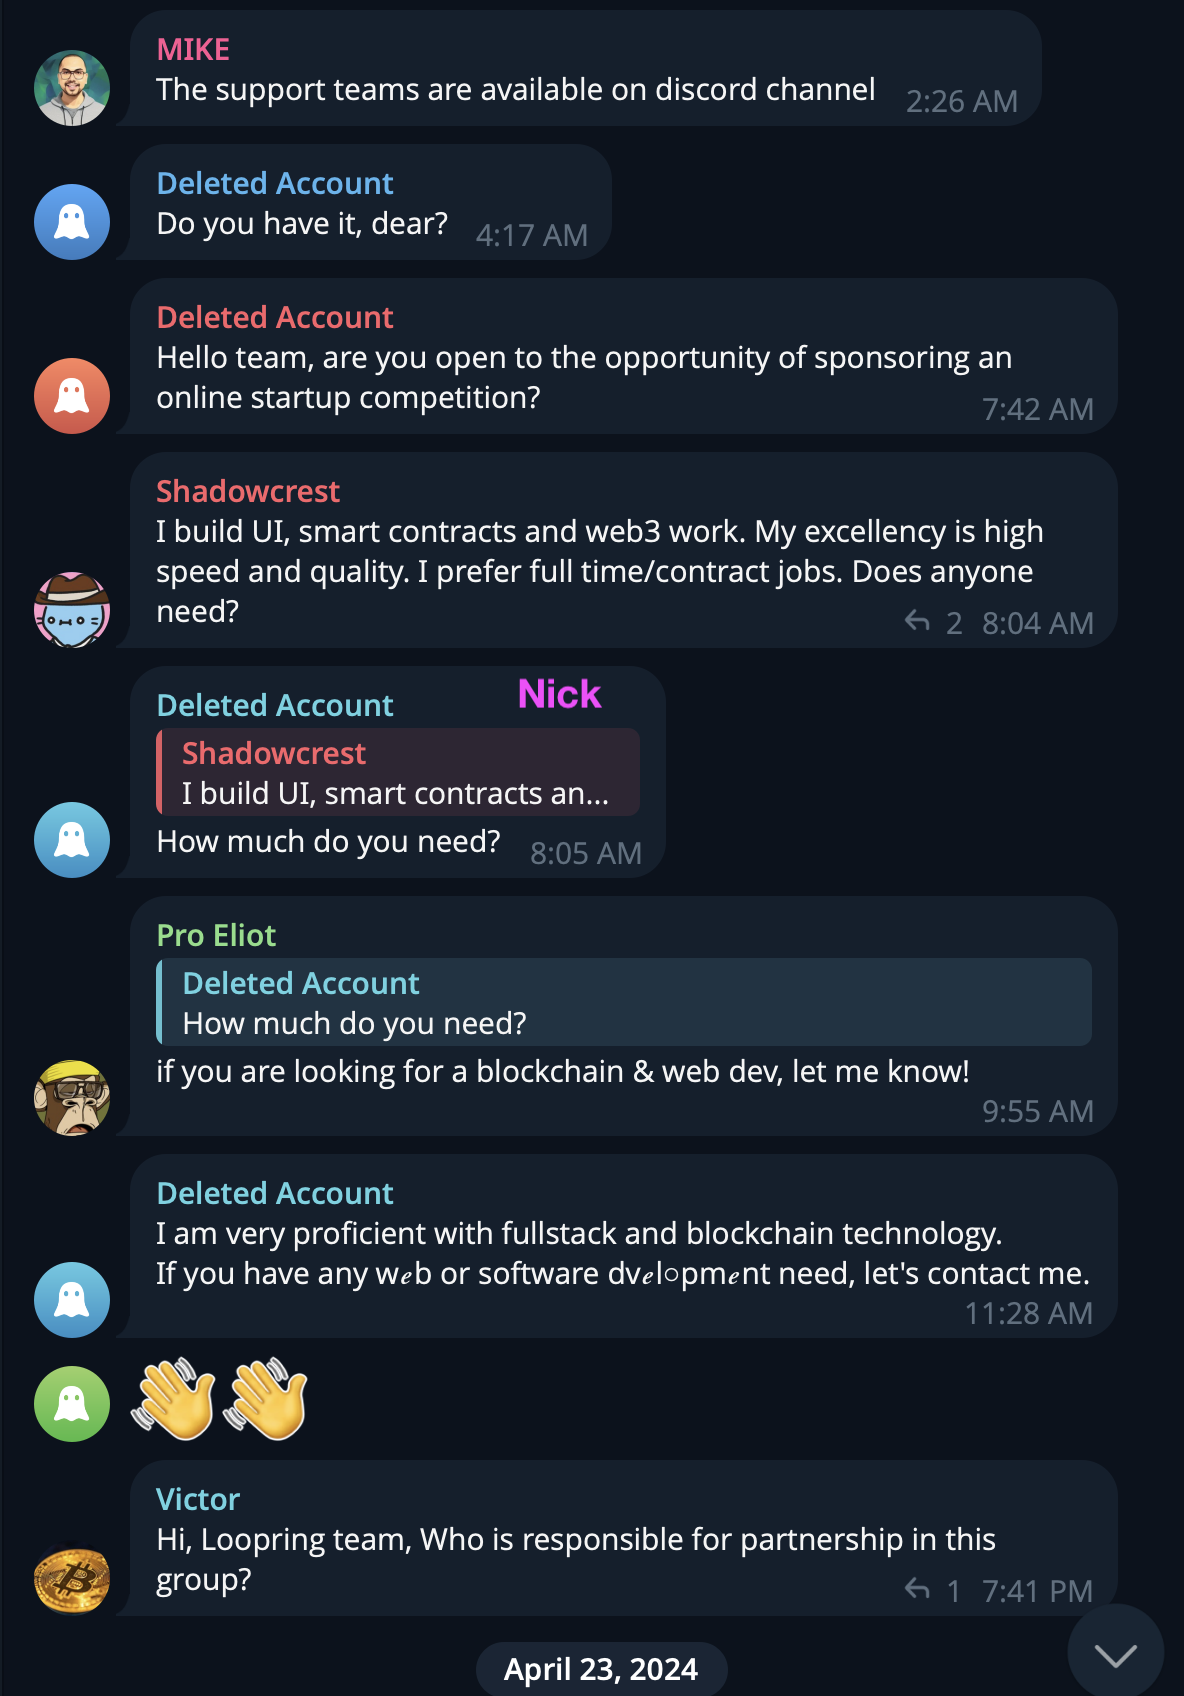 MIKE
The support teams are available on discord channel
2:26 AM
Deleted Account
Do you have it, dear?
4:17 AM
Deleted Account
Hello team, are you open to the opportunity of sponsoring an
online startup competition?
7:42 AM
Shadowcrest
I build UI, smart contracts and web3 work. My excellency is high
speed and quality. I prefer full time/contract jobs. Does anyone
need?
2 8:04 AM
Deleted Account
Nick
Shadowcrest
I build UI, smart contracts an...
How much do you need?
8:05 AM
Pro Eliot
Deleted Account
How much do you need?
if you are looking for a blockchain & web dev, let me know!
9:55 AM
Deleted Account
I am very proficient with fullstack and blockchain technology.
If you have any w𝑒b or software dv𝑒l○pm𝑒nt need, let's contact me.
11:28 AM
Victor
Hi, Loopring team, Who is responsible for partnership in this
group?
1 7:41 PM
April 23, 2024